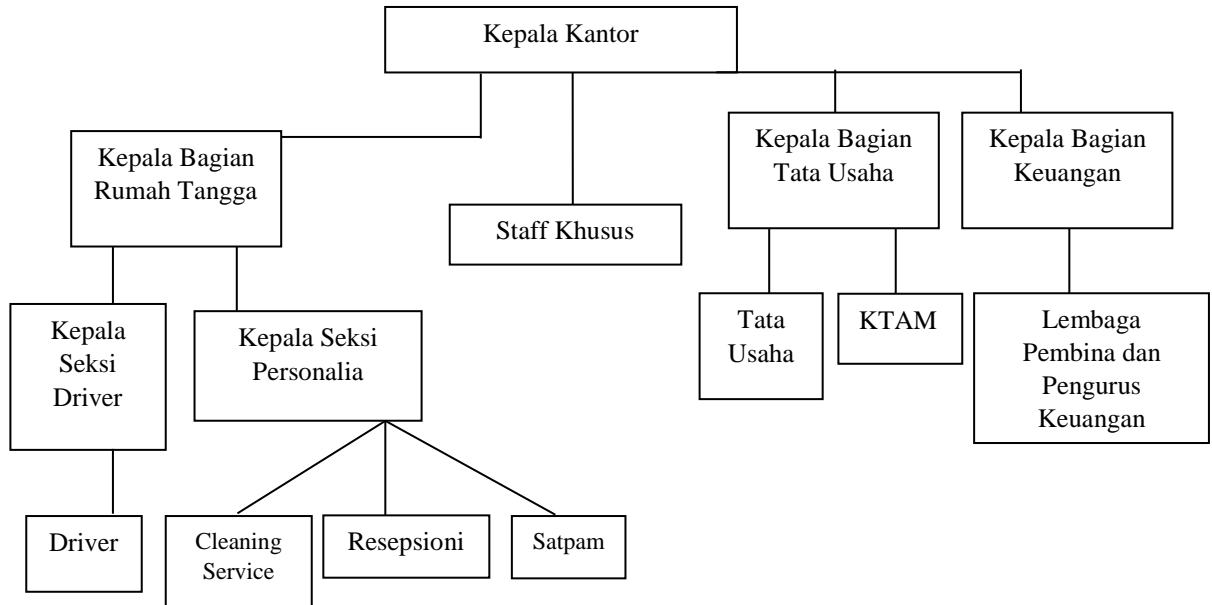 Kepala Kantor
Kepala Bagian
Rumah Tangga
Staff Khusus
Kepala Bagian
Tata Usaha
Kepala Bagian
Keuangan
Kepala
Seksi
Driver
Kepala Seksi
Personalia
Tata
Usaha
KTAM
Lembaga
Pembina dan
Pengurus
Keuangan
Driver
Cleaning
Service
Resepsioni
Satpam